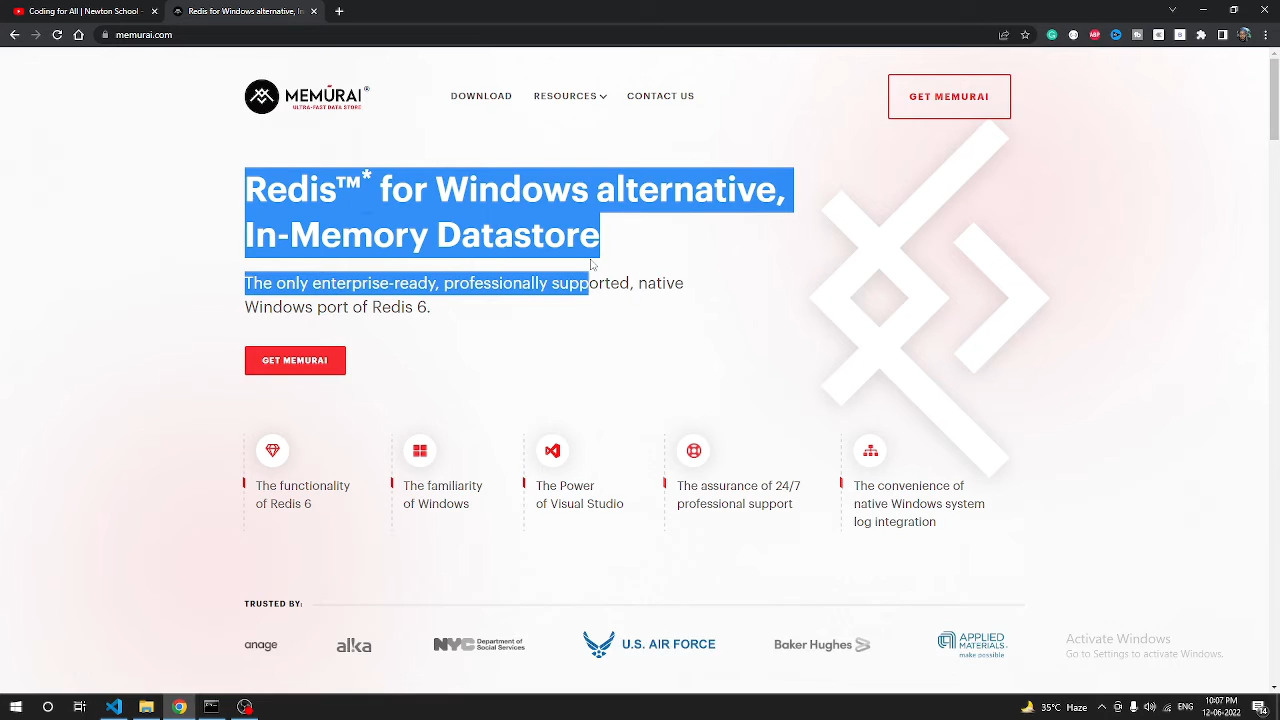 Coding for All | Newton School -
Redis for Windows alternative, In
memurai.com
MEMURAI®
ULTRA-FAST DATA STORE
DOWNLOAD
RESOURCES
CONTACT US
GET MEMURAI
Redis™* for Windows alternative,
In-Memory Datastore
The only enterprise-ready, professionally supported, native
Windows port of Redis 6.
GET MEMURAI
The functionality
of Redis 6
The familiarity
of Windows
The Power
of Visual Studio
The assurance of 24/7
professional support
The convenience of
native Windows system
log integration
TRUSTED BY:
anage
alka
NYC Department of
Social Services
U.S. AIR FORCE
Baker Hughes
APPLIED
MATERIALS
make possible
Activate Windows
Go to Settings to activate Windows.
35°C Haze
ENG
10:07 PM
12-06-2022